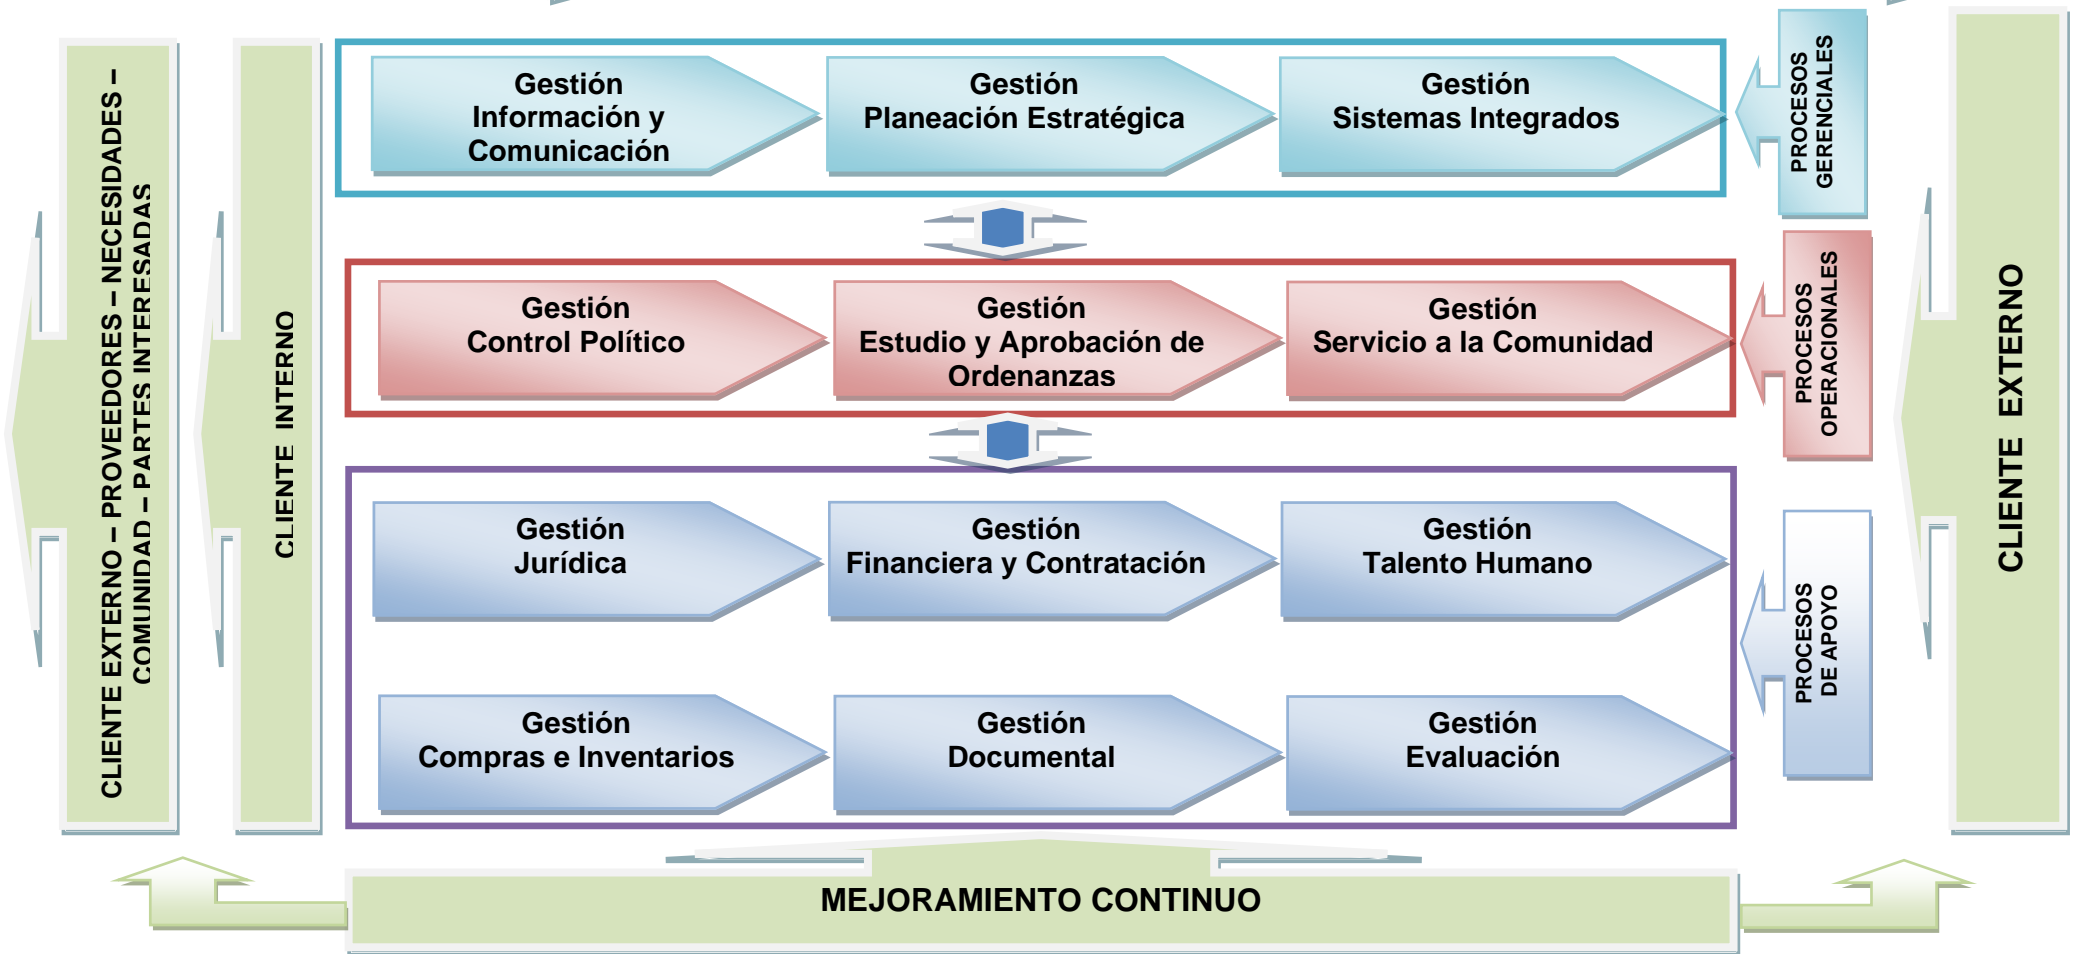 CLIENTE EXTERNO – PROVEEDORES – NECESIDADES –
COMUNIDAD – PARTES INTERESADAS
CLIENTE INTERNO
Gestión
Información y
Comunicación
Gestión
Planeación Estratégica
Gestión
Sistemas Integrados
PROCESOS
GERENCIALES
Gestión
Control Político
Gestión
Estudio y Aprobación de
Ordenanzas
Gestión
Servicio a la Comunidad
PROCESOS
OPERACIONALES
Gestión
Jurídica
Gestión
Financiera y Contratación
Gestión
Talento Humano
Gestión
Compras e Inventarios
Gestión
Documental
Gestión
Evaluación
PROCESOS
DE APOYO
CLIENTE EXTERNO
MEJORAMIENTO CONTINUO